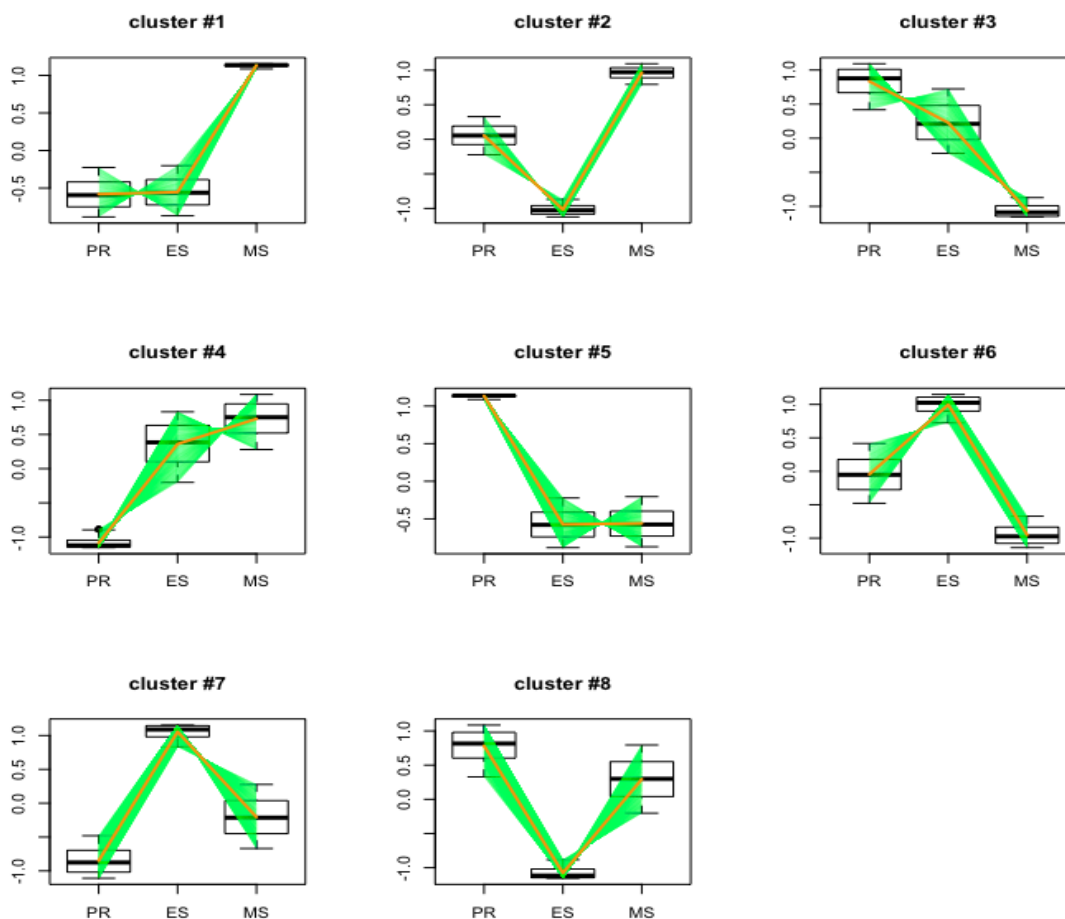 cluster #1
1.0
0.5
0.0
-0.5
PR ES MS
cluster #2
1.0
0.5
0.0
-1.0
PR ES MS
cluster #3
1.0
0.5
0.0
-1.0
PR ES MS
cluster #4
1.0
0.5
0.0
-1.0
PR ES MS
cluster #5
1.0
0.5
0.0
-0.5
PR ES MS
cluster #6
1.0
0.5
0.0
-1.0
PR ES MS
cluster #7
1.0
0.5
0.0
-1.0
PR ES MS
cluster #8
1.0
0.5
0.0
-1.0
PR ES MS